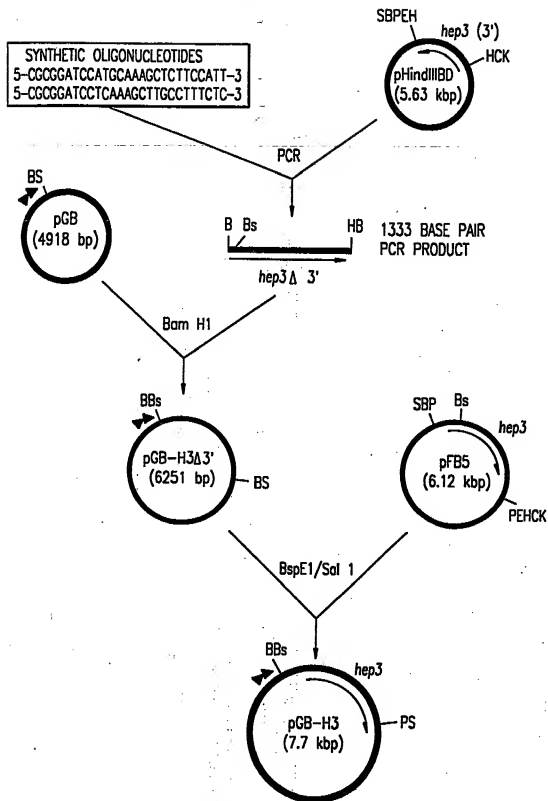 SYNTHETIC OLIGONUCLEOTIDES
5-CGCGGATCCATGCAAAGCTCTTCCATT-3
5-CGCGGATCCTCAAAGCTTGCCTTTCTC-3
SBPEH
hep3 (3')
HCK
pHindIIIBD
(5.63 kbp)
PCR
BS
pGB
(4918 bp)
B
Bs
HB
1333 BASE PAIR
PCR PRODUCT
hep3Δ 3'
Bam H1
BBs
pGB-H3Δ3'
(6251 bp)
BS
SBP
Bs
hep3
pFB5
(6.12 kbp)
PEHCK
BspE1/Sal 1
BBs
hep3
pGB-H3
(7.7 kbp)
PS